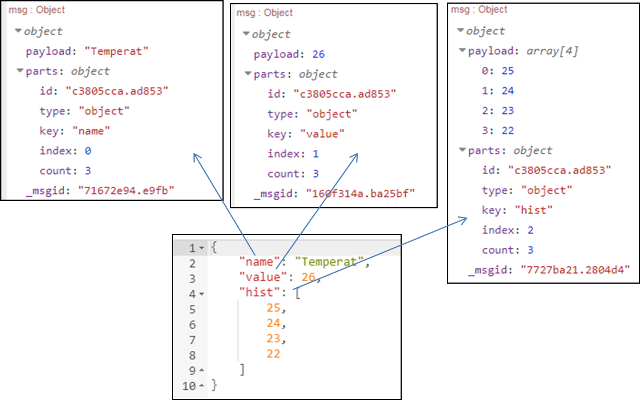 msg : Object
object
payload: "Temperat"
parts: object
id: "c3805cca.ad853"
type: "object"
key: "name"
index: 0
count: 3
_msgid: "71672e94.e9fb"
msg : Object
object
payload: 26
parts: object
id: "c3805cca.ad853"
type: "object"
key: "value"
index: 1
count: 3
_msgid: "160f314a.ba25bf"
msg : Object
object
payload: array[4]
0: 25
1: 24
2: 23
3: 22
parts: object
id: "c3805cca.ad853"
type: "object"
key: "hist"
index: 2
count: 3
_msgid: "7727ba21.2804d4"
1 {
2 "name": "Temperat",
3 "value": 26,
4 "hist": [
5 25,
6 24,
7 23,
8 22
9 ]
10 }